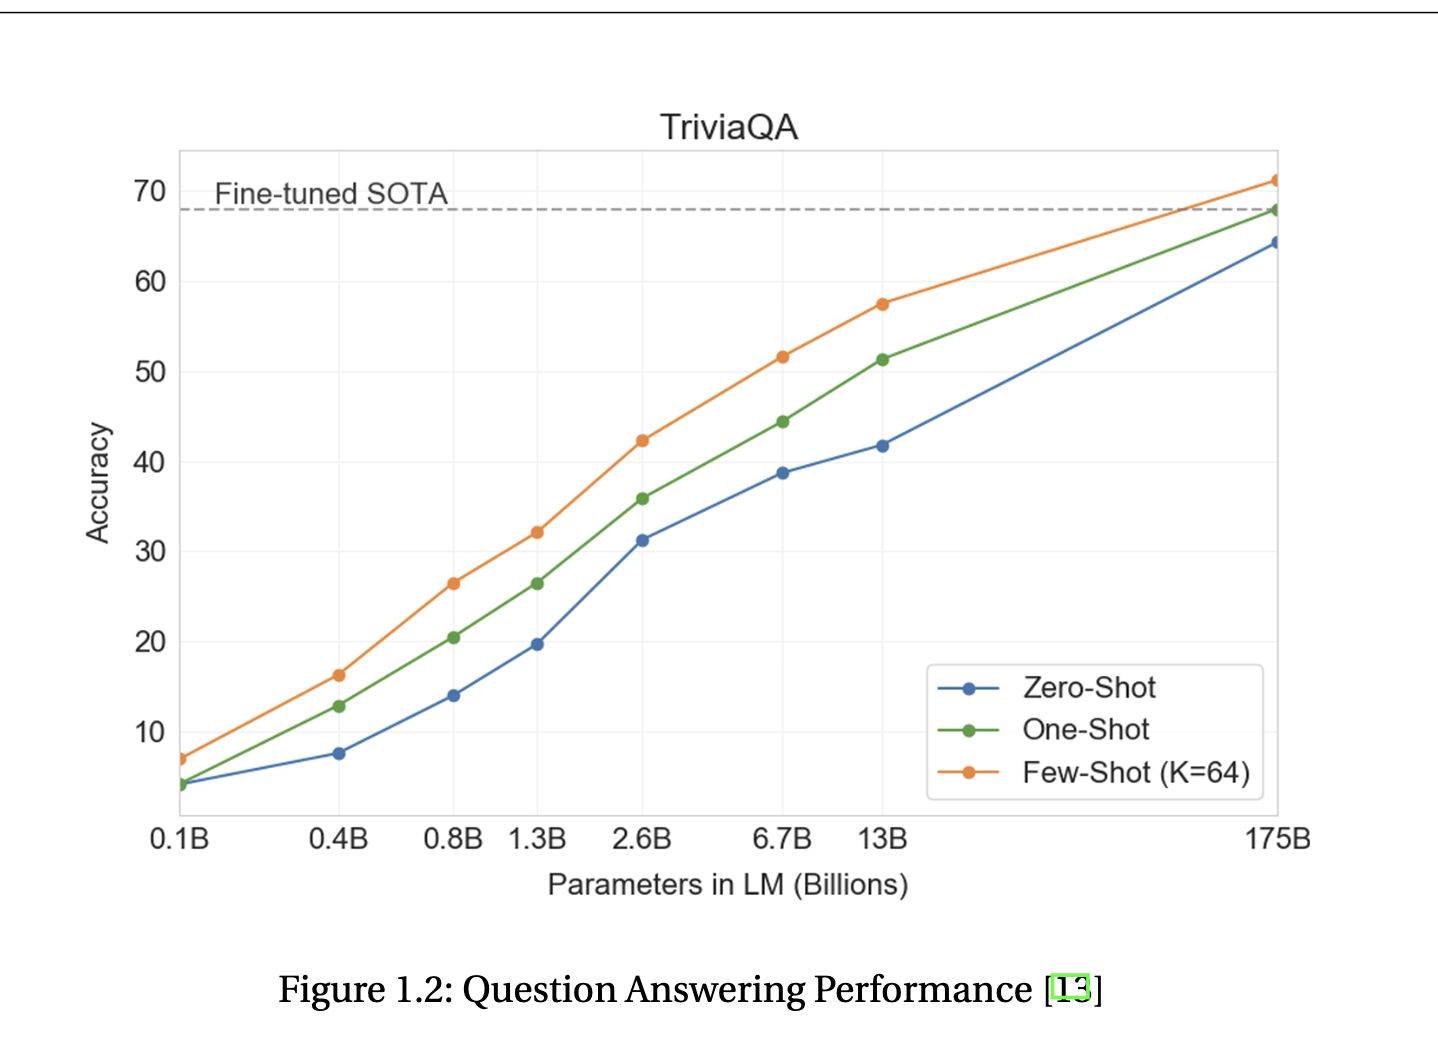 TriviaQA
Fine-tuned SOTA
70
60
50
40
30
20
10
Accuracy
Zero-Shot
One-Shot
Few-Shot (K=64)
0.1B 0.4B 0.8B 1.3B 2.6B 6.7B 13B 175B
Parameters in LM (Billions)
Figure 1.2: Question Answering Performance [13]